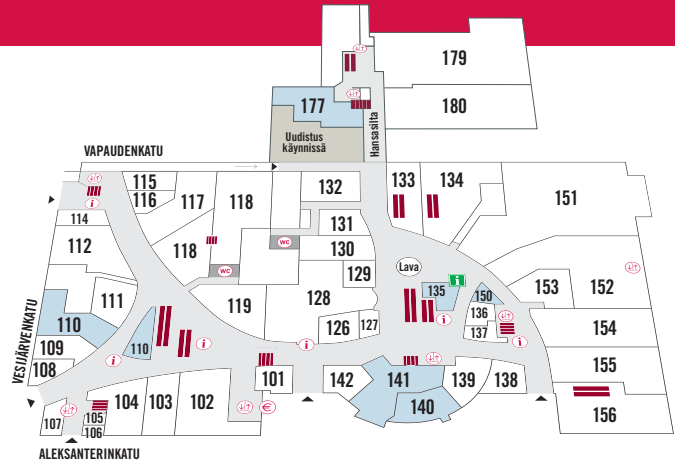 179
177
180
Uudistus
käynnissä
Hansasilta
VAPAUDENKATU
115
116
117
118
132
133
134
151
114
131
112
118
wc
wc
130
129
Lava
i
135
150
153
152
111
119
128
136
110
110
126
127
137
154
VESIJÄRVENKATU
109
108
101
142
141
139
138
155
140
104
103
102
€
107
105
106
156
ALEKSANTERINKATU
i
i
i
i
i
i
i